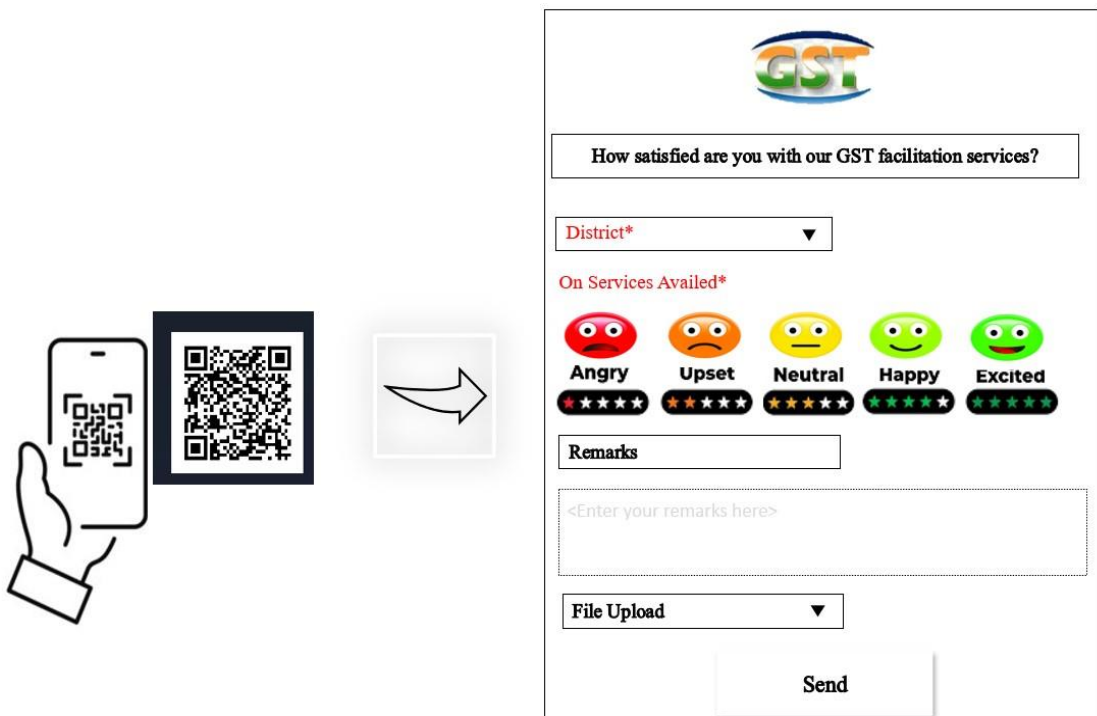 GST
How satisfied are you with our GST facilitation services?
District*
On Services Availed*
Angry Upset Neutral Happy Excited
Remarks
<Enter your remarks here>
File Upload
Send